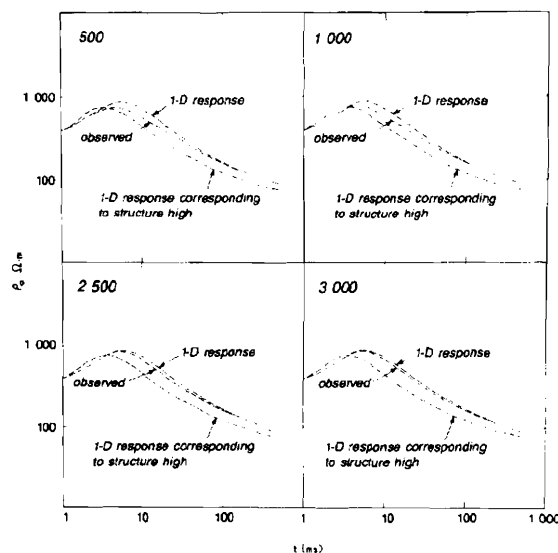 500
1 000
1 000
1-D response
observed
1-D response corresponding
to structure high
1-D response
observed
1-D response corresponding
to structure high
100
ρₐ Ω·m
2 500
3 000
1 000
1-D response
observed
1-D response corresponding
to structure high
1-D response
observed
1-D response corresponding
to structure high
100
1
10
100
1
10
100
1 000
t (ms)